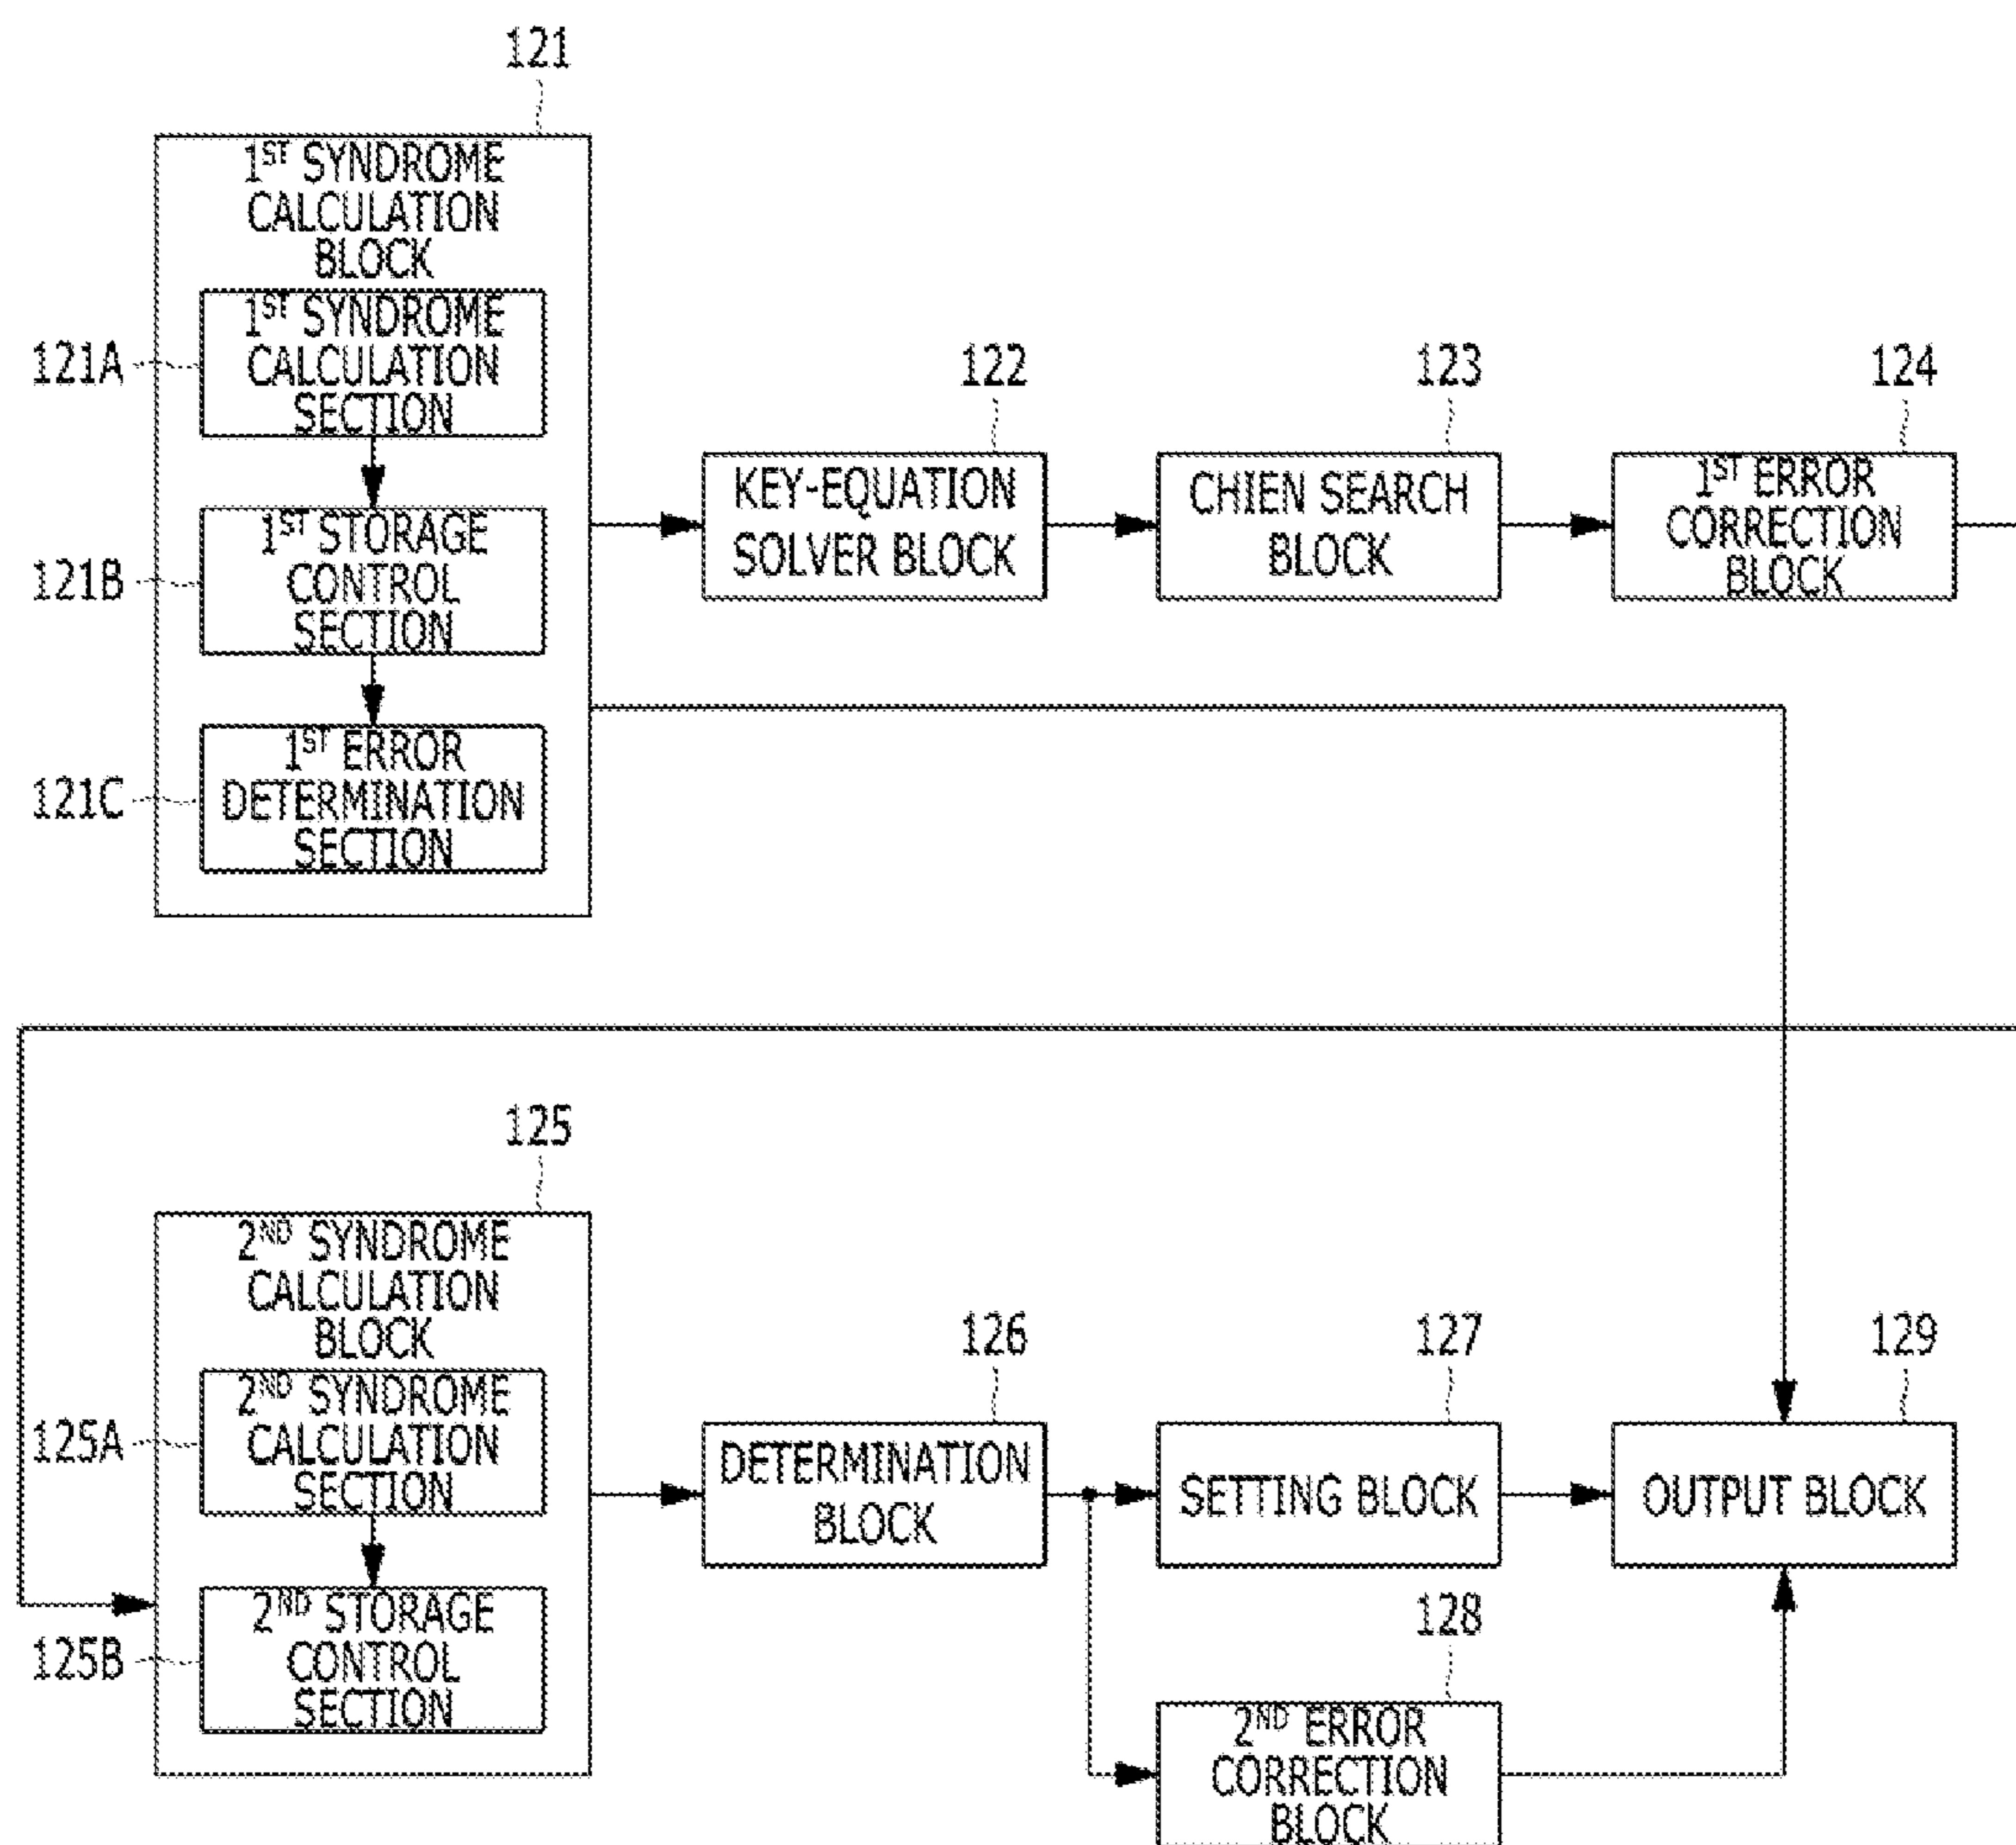 121
1ST SYNDROME
CALCULATION
BLOCK
121A
1ST SYNDROME
CALCULATION
SECTION
121B
1ST STORAGE
CONTROL
SECTION
121C
1ST ERROR
DETERMINATION
SECTION
122
KEY-EQUATION
SOLVER BLOCK
123
CHIEN SEARCH
BLOCK
124
1ST ERROR
CORRECTION
BLOCK
125
2ND SYNDROME
CALCULATION
BLOCK
125A
2ND SYNDROME
CALCULATION
SECTION
125B
2ND STORAGE
CONTROL
SECTION
126
DETERMINATION
BLOCK
127
SETTING BLOCK
128
2ND ERROR
CORRECTION
BLOCK
129
OUTPUT BLOCK